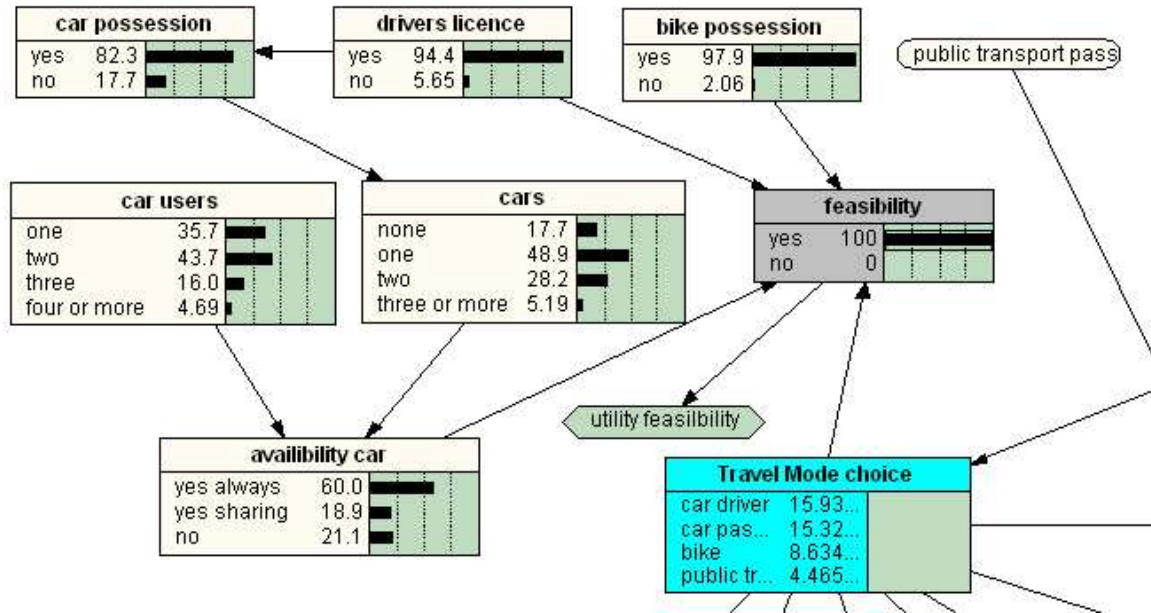 car possession
yes 82.3
no 17.7
drivers licence
yes 94.4
no 5.65
bike possession
yes 97.9
no 2.06
public transport pass
car users
one 35.7
two 43.7
three 16.0
four or more 4.69
cars
none 17.7
one 48.9
two 28.2
three or more 5.19
feasibility
yes 100
no 0
utility feasilbility
availibility car
yes always 60.0
yes sharing 18.9
no 21.1
Travel Mode choice
car driver 15.93...
car pas... 15.32...
bike 8.634...
public tr... 4.465...